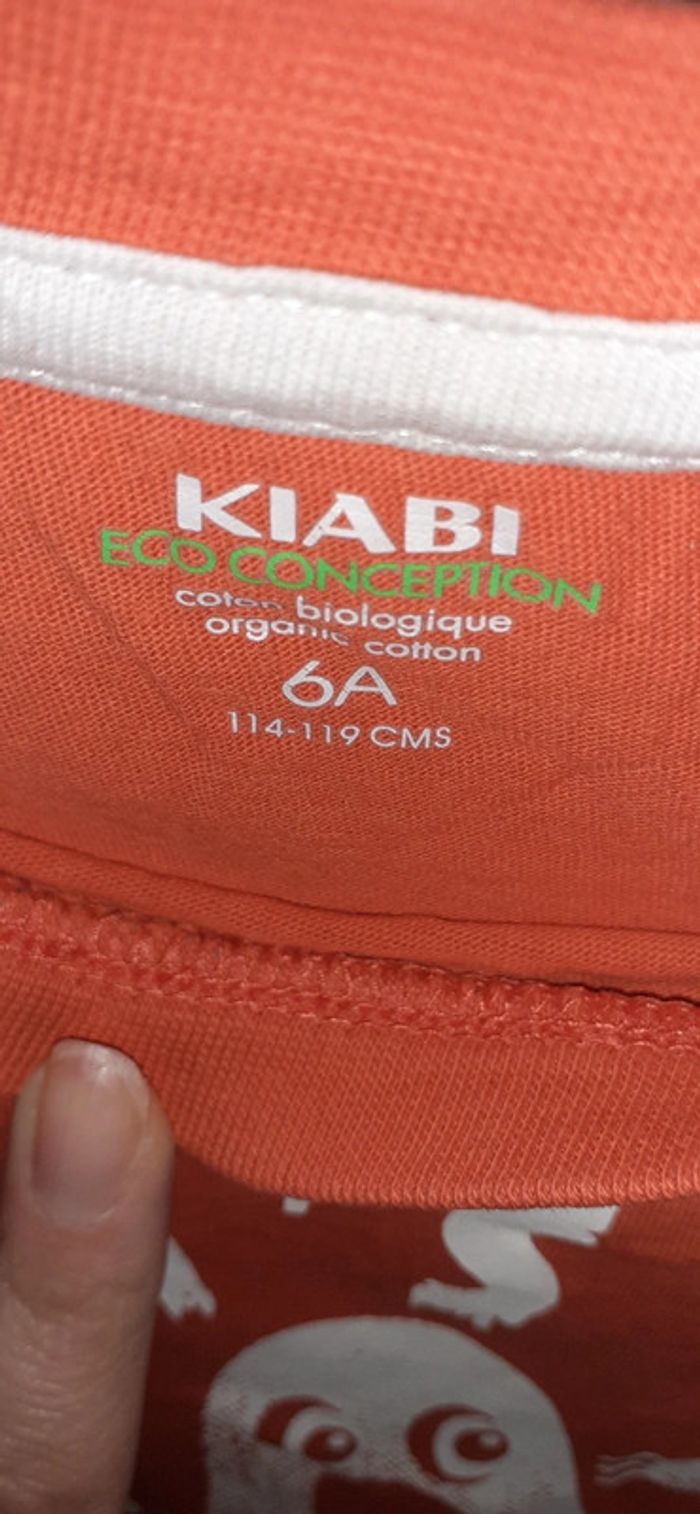 KIABI
ECO CONCEPTION
coton biologique
organic cotton
6A
114-119 CMS